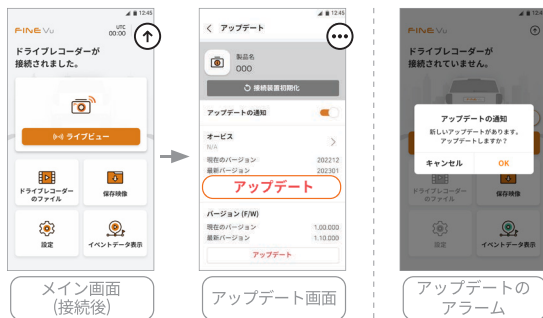 12:45
FINE Vu
UTC
00:00
ドライブレコーダーが
接続されました。
ライブビュー
ドライブレコーダー
のファイル
保存映像
設定
イベントデータ表示
メイン画面
(接続後)
12:45
アップデート
製品名
000
接続装置初期化
アップデートの通知
オービス
N/A
現在のバージョン 202212
最新バージョン 202301
アップデート
バージョン (F/W)
現在のバージョン 1,00.000
最新バージョン 1.10.000
アップデート
アップデート画面
12:45
FINE Vu
ドライブレコーダーが
接続されていません。
アップデートの通知
新しいアップデートがあります。
アップデートしますか？
キャンセル OK
ドライブレコーダー
のファイル
保存映像
設定
イベントデータ表示
アップデートの
アラーム